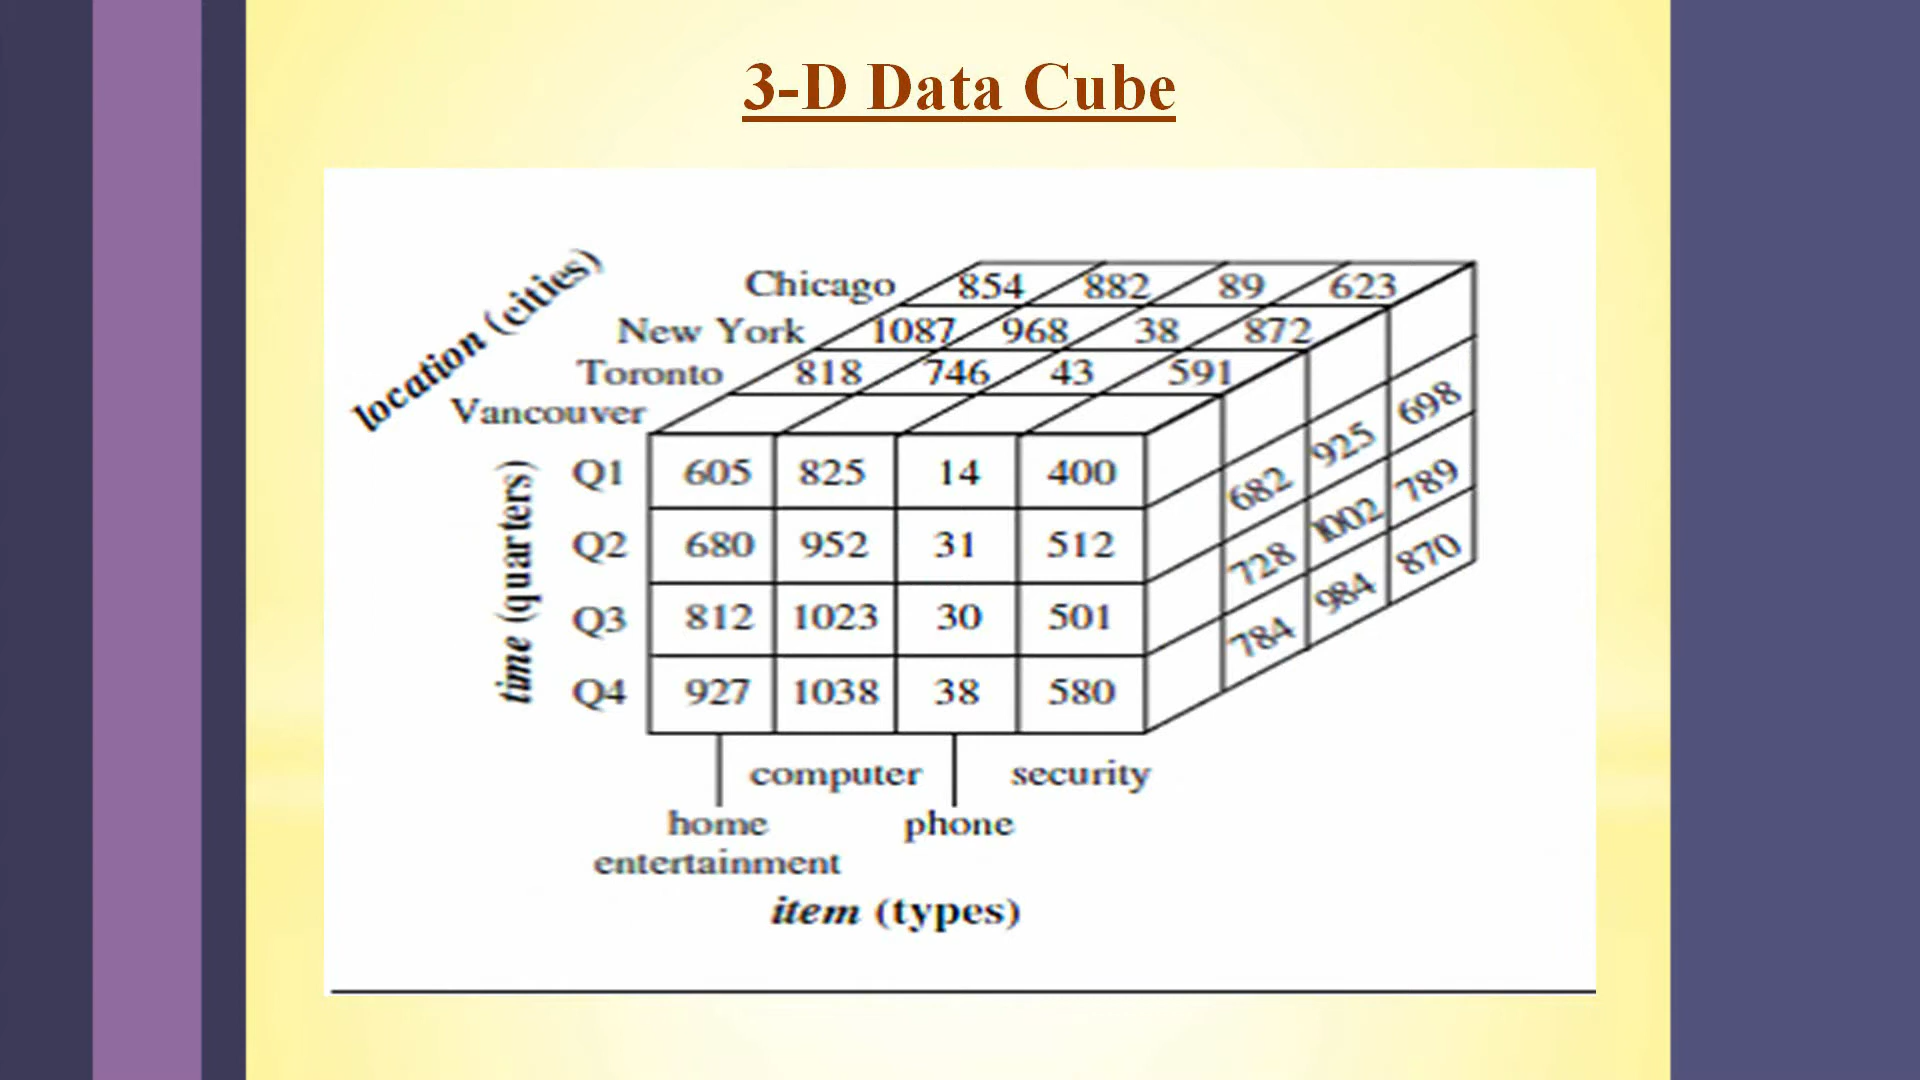 3-D Data Cube
location (cities)
Chicago 854 882 89 623
New York 1087 968 38 872
Toronto 818 746 43 591
Vancouver
time (quarters)
Q1 605 825 14 400
Q2 680 952 31 512
Q3 812 1023 30 501
Q4 927 1038 38 580
682 925 698
728 1002 789
784 984 870
computer security
home phone
entertainment
item (types)